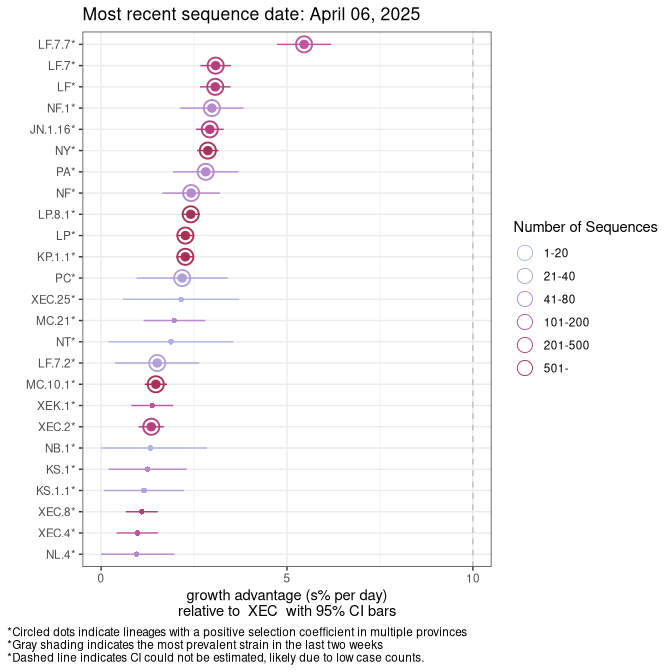 Most recent sequence date: April 06, 2025
LF.7.7*
LF.7*
LF*
NF.1*
JN.1.16*
NY*
PA*
NF*
LP.8.1*
LP*
KP.1.1*
PC*
XEC.25*
MC.21*
NT*
LF.7.2*
MC.10.1*
XEK.1*
XEC.2*
NB.1*
KS.1*
KS.1.1*
XEC.8*
XEC.4*
NL.4*
0 5 10
growth advantage (s% per day)
relative to XEC with 95% CI bars
Number of Sequences
1-20
21-40
41-80
101-200
201-500
501-
*Circled dots indicate lineages with a positive selection coefficient in multiple provinces
*Gray shading indicates the most prevalent strain in the last two weeks
*Dashed line indicates CI could not be estimated, likely due to low case counts.